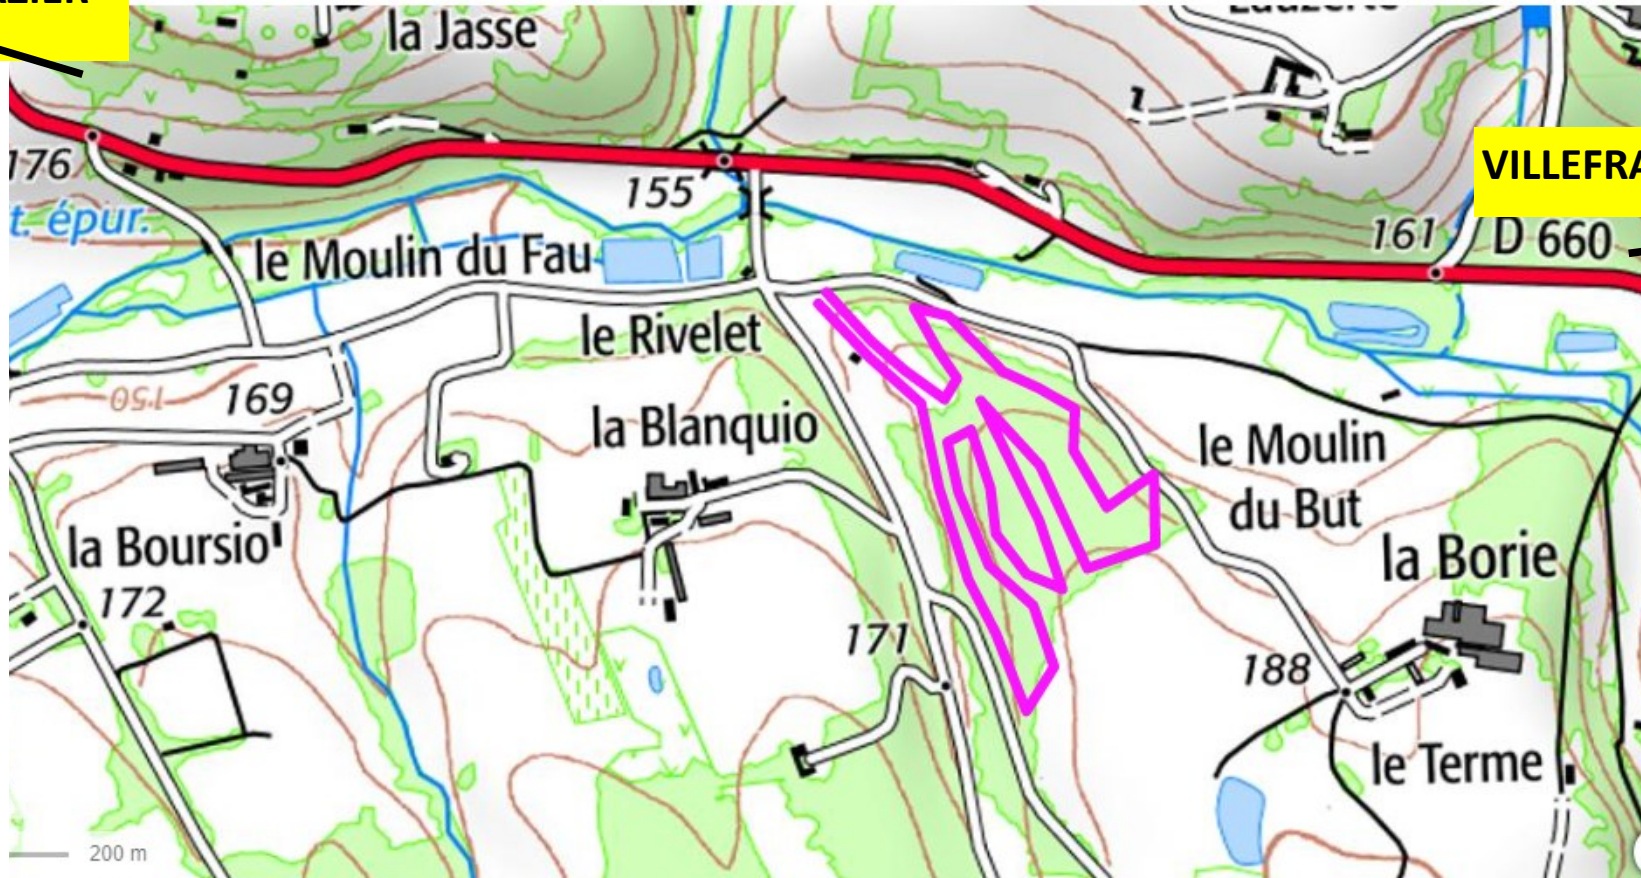 la Jasse
176
155
VILLEFRA
t. épur.
161
D 660
le Moulin du Fau
le Rivelet
150
169
la Blanquio
le Moulin
du But
la Boursio
la Borie
172
171
188
le Terme
200 m